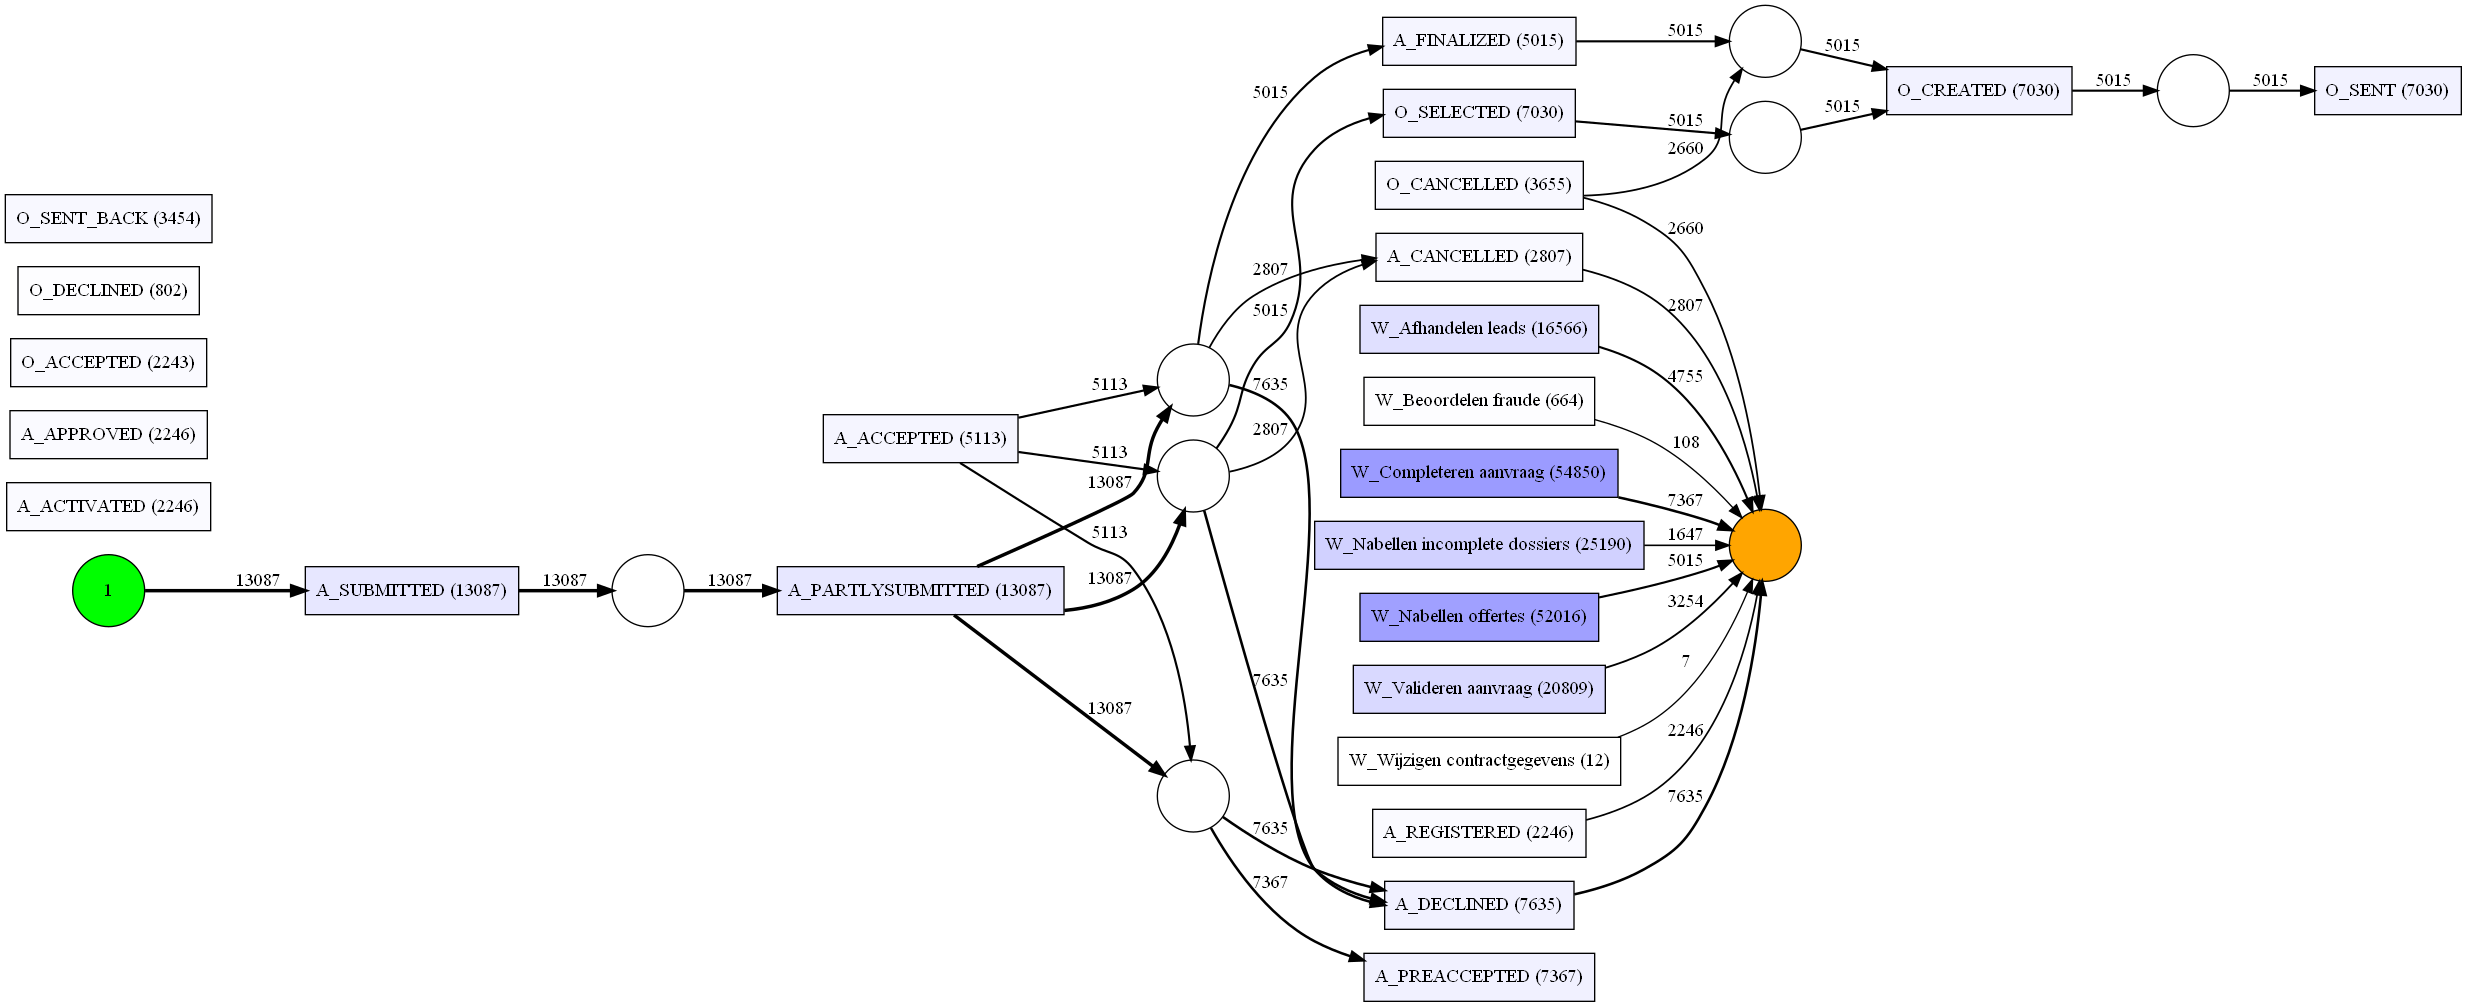 O_SENT_BACK (3454)
O_DECLINED (802)
O_ACCEPTED (2243)
A_APPROVED (2246)
A_ACTIVATED (2246)
1
13087
A_SUBMITTED (13087)
13087
13087
A_ACCEPTED (5113)
A_PARTLYSUBMITTED (13087)
5113
5113
13087
5113
13087
13087
5015
2807
5015
7635
2807
7635
7635
7367
A_FINALIZED (5015)
O_SELECTED (7030)
O_CANCELLED (3655)
A_CANCELLED (2807)
W_Afhandelen leads (16566)
W_Beoordelen fraude (664)
W_Completeren aanvraag (54850)
W_Nabellen incomplete dossiers (25190)
W_Nabellen offertes (52016)
W_Valideren aanvraag (20809)
W_Wijzigen contractgegevens (12)
A_REGISTERED (2246)
A_DECLINED (7635)
A_PREACCEPTED (7367)
5015
5015
2660
2660
2807
4755
108
7367
1647
5015
3254
7
2246
7635
5015
5015
O_CREATED (7030)
5015
5015
O_SENT (7030)